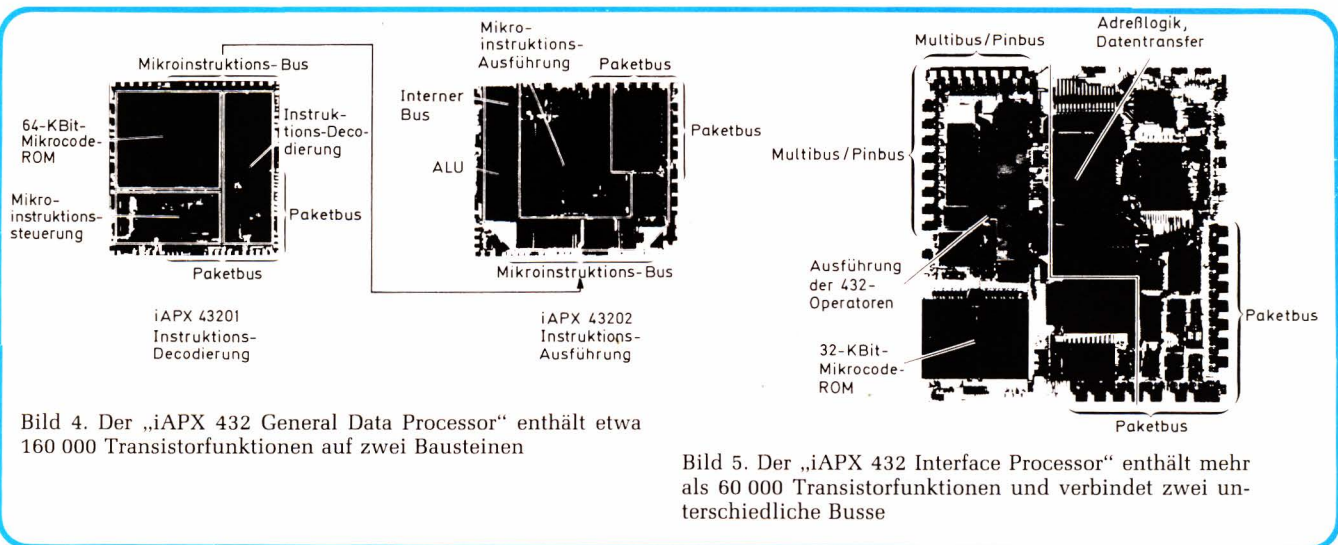 Mikroinstruktions-Bus
64-KBit-
Mikrocode-
ROM
Mikro-
instruktions-
steuerung
Instruk-
tions-Deco-
dierung
Paketbus
Paketbus
iAPX 43201
Instruktions-
Decodierung
Mikro-
instruktions-
Ausführung
Paketbus
Interner
Bus
ALU
Paketbus
Mikroinstruktions-Bus
iAPX 43202
Instruktions-
Ausführung
Bild 4. Der „iAPX 432 General Data Processor“ enthält etwa
160 000 Transistorfunktionen auf zwei Bausteinen
Multibus/Pinbus
Adreßlogik,
Datentransfer
Multibus/Pinbus
Ausführung
der 432-
Operatoren
32-KBit-
Mikrocode-
ROM
Paketbus
Paketbus
Bild 5. Der „iAPX 432 Interface Processor“ enthält mehr
als 60 000 Transistorfunktionen und verbindet zwei un-
terschiedliche Busse